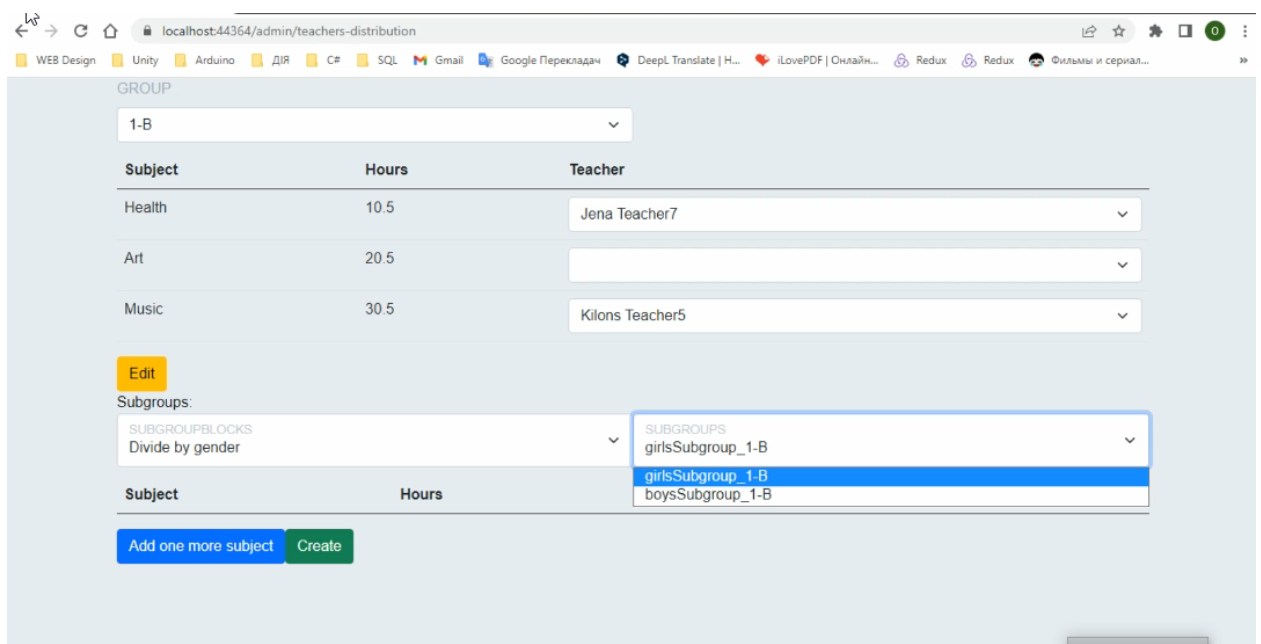 localhost:44364/admin/teachers-distribution
O
WEB Design Unity Arduino ДІЯ C# SQL Gmail Google Перекладач DeepL Translate | H... iLovePDF | Онлайн... Redux Redux Фильмы и сериал... »
GROUP
1-B
Subject Hours Teacher
Health 10.5 Jena Teacher7
Art 20.5
Music 30.5 Kilons Teacher5
Edit
Subgroups:
SUBGROUPBLOCKS SUBGROUPS
Divide by gender girlsSubgroup_1-B
girlsSubgroup_1-B
Subject Hours boysSubgroup_1-B
Add one more subject Create